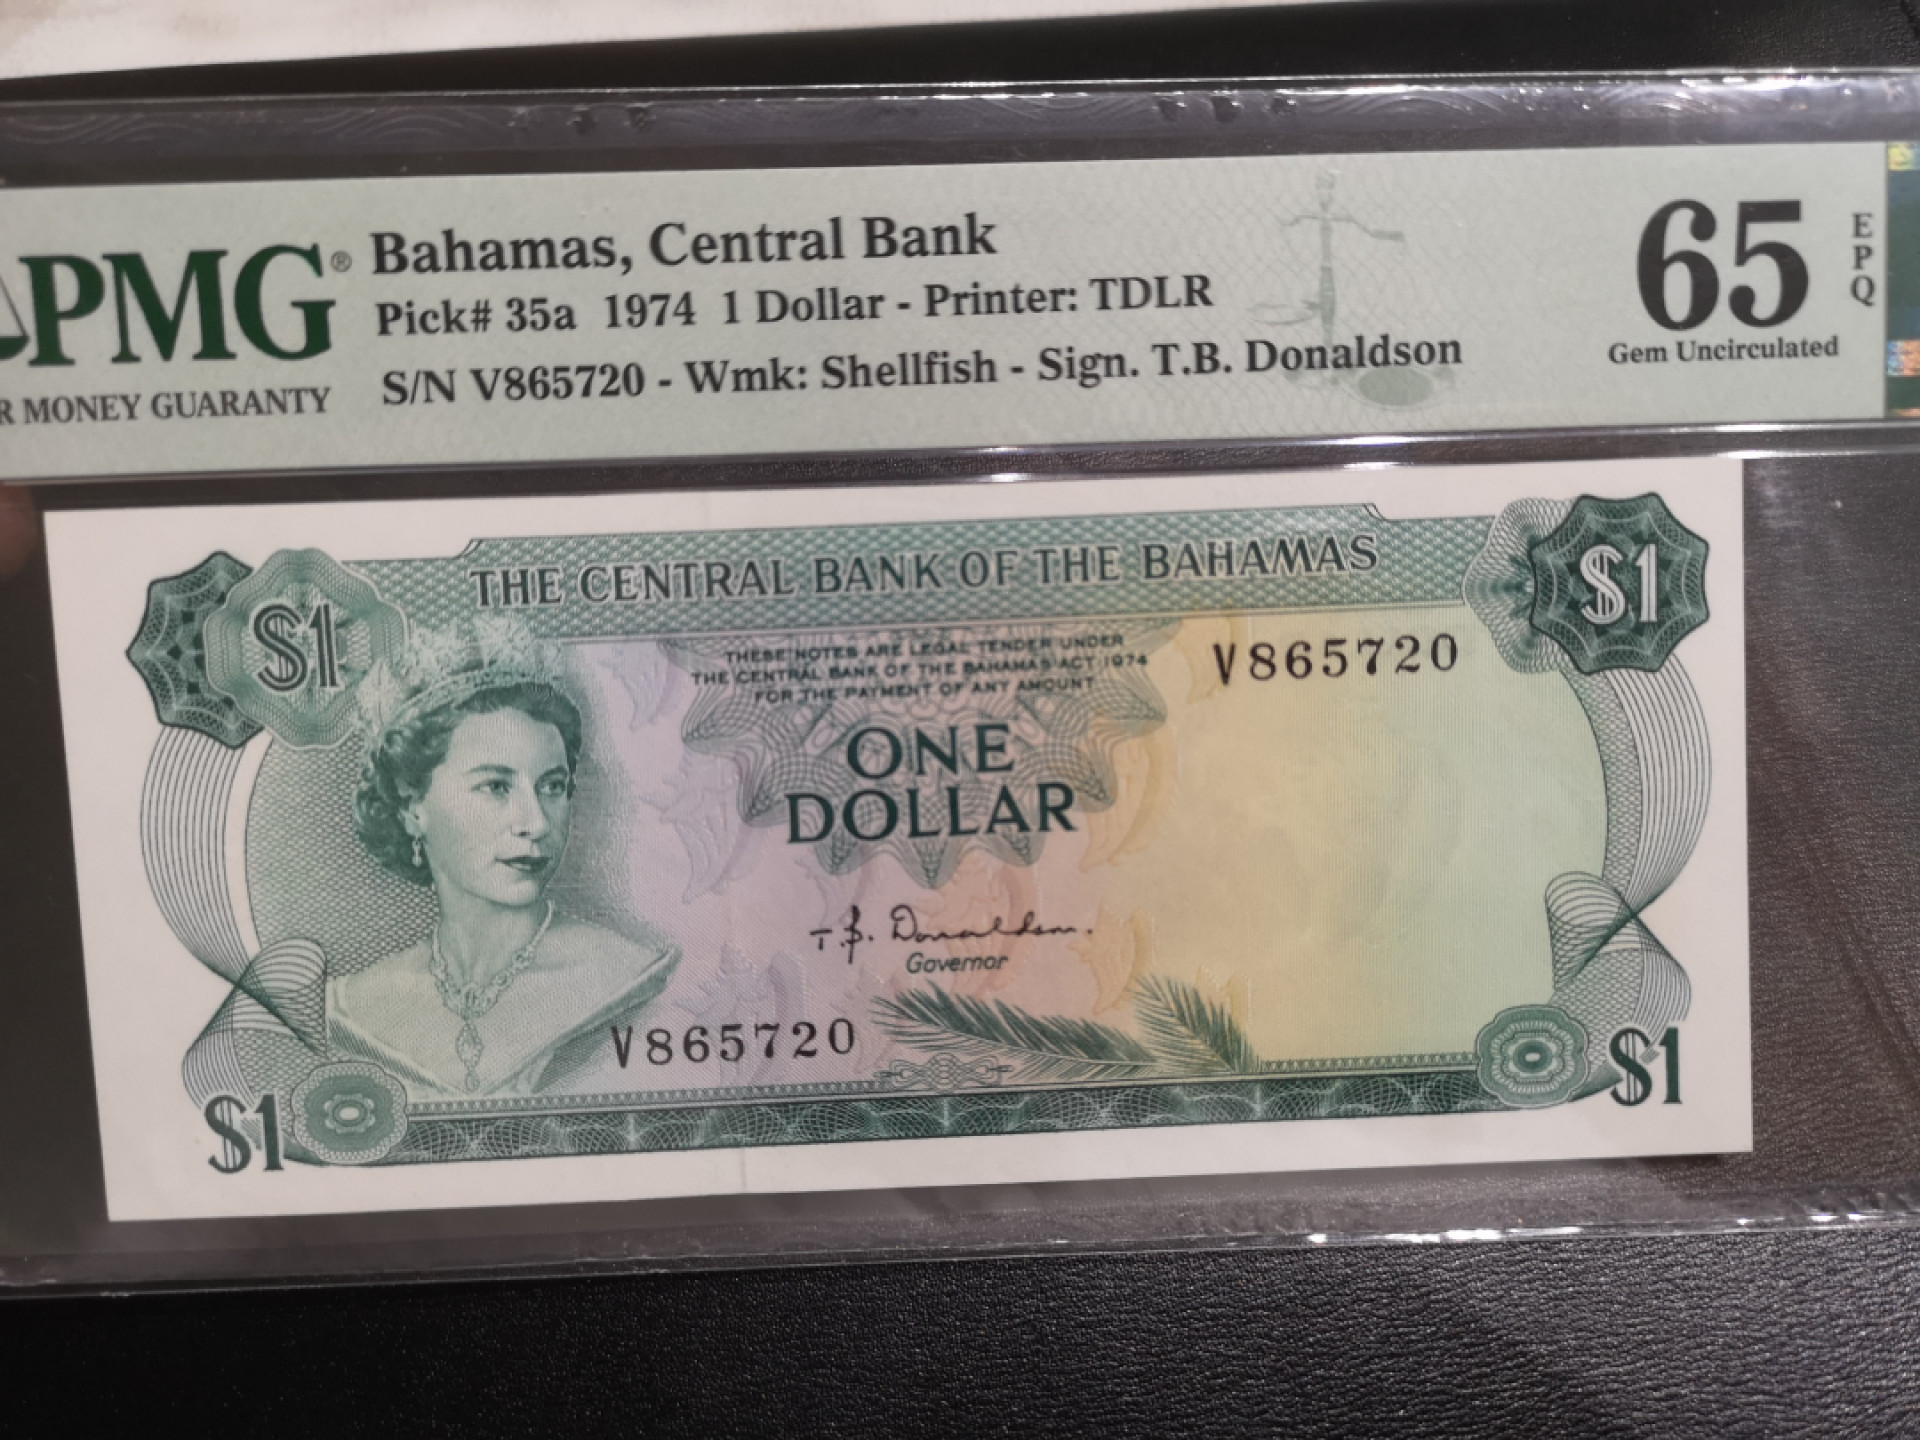 PMG®
R MONEY GUARANTY
Bahamas, Central Bank
Pick# 35a 1974 1 Dollar - Printer: TDLR
S/N V865720 - Wmk: Shellfish - Sign. T.B. Donaldson
65
EPQ
Gem Uncirculated
THE CENTRAL BANK OF THE BAHAMAS
$1
$1
THESE NOTES ARE LEGAL TENDER UNDER
THE CENTRAL BANK OF THE BAHAMAS ACT 1974
FOR THE PAYMENT OF ANY AMOUNT
V865720
ONE
DOLLAR
T.B. Donaldson.
Governor
V865720
$1
$1